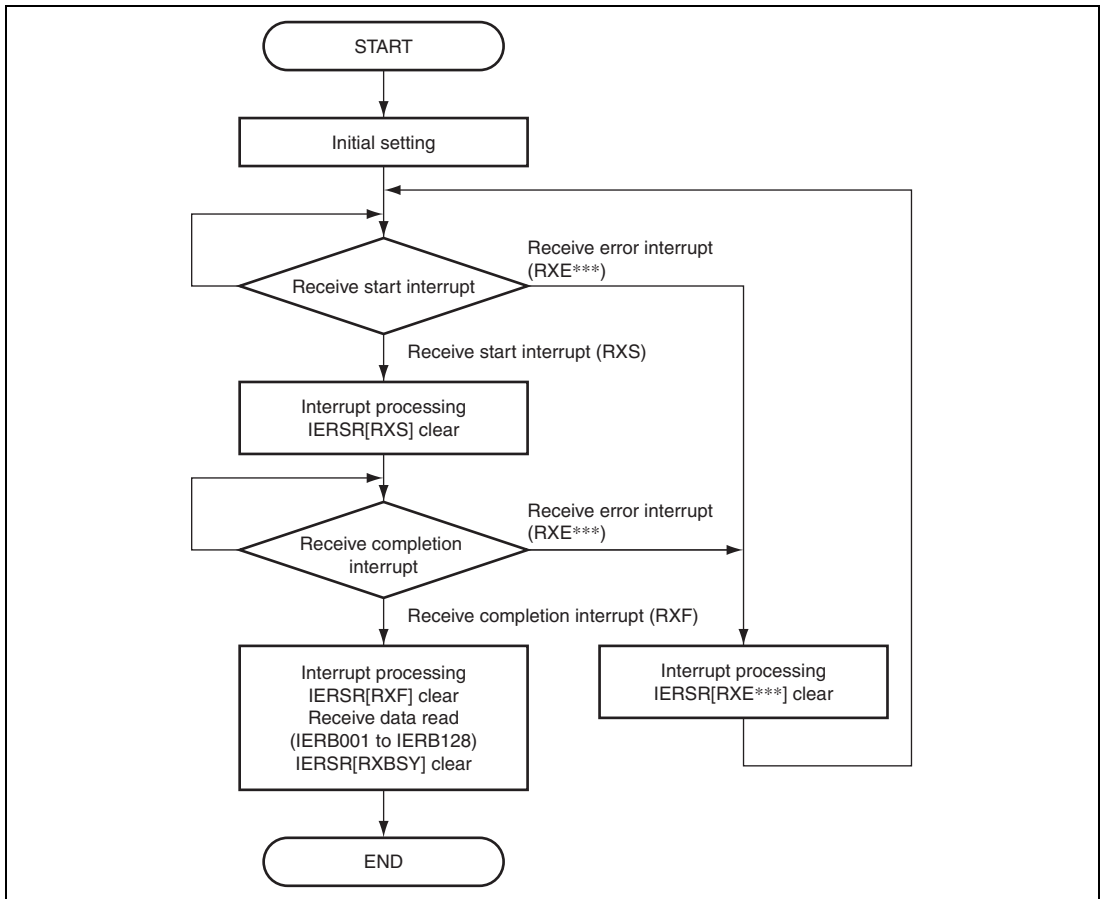 START
Initial setting
Receive error interrupt
(RXE***)
Receive start interrupt
Receive start interrupt (RXS)
Interrupt processing
IERSR[RXS] clear
Receive error interrupt
(RXE***)
Receive completion
interrupt
Receive completion interrupt (RXF)
Interrupt processing
IERSR[RXF] clear
Receive data read
(IERB001 to IERB128)
IERSR[RXBSY] clear
Interrupt processing
IERSR[RXE***] clear
END